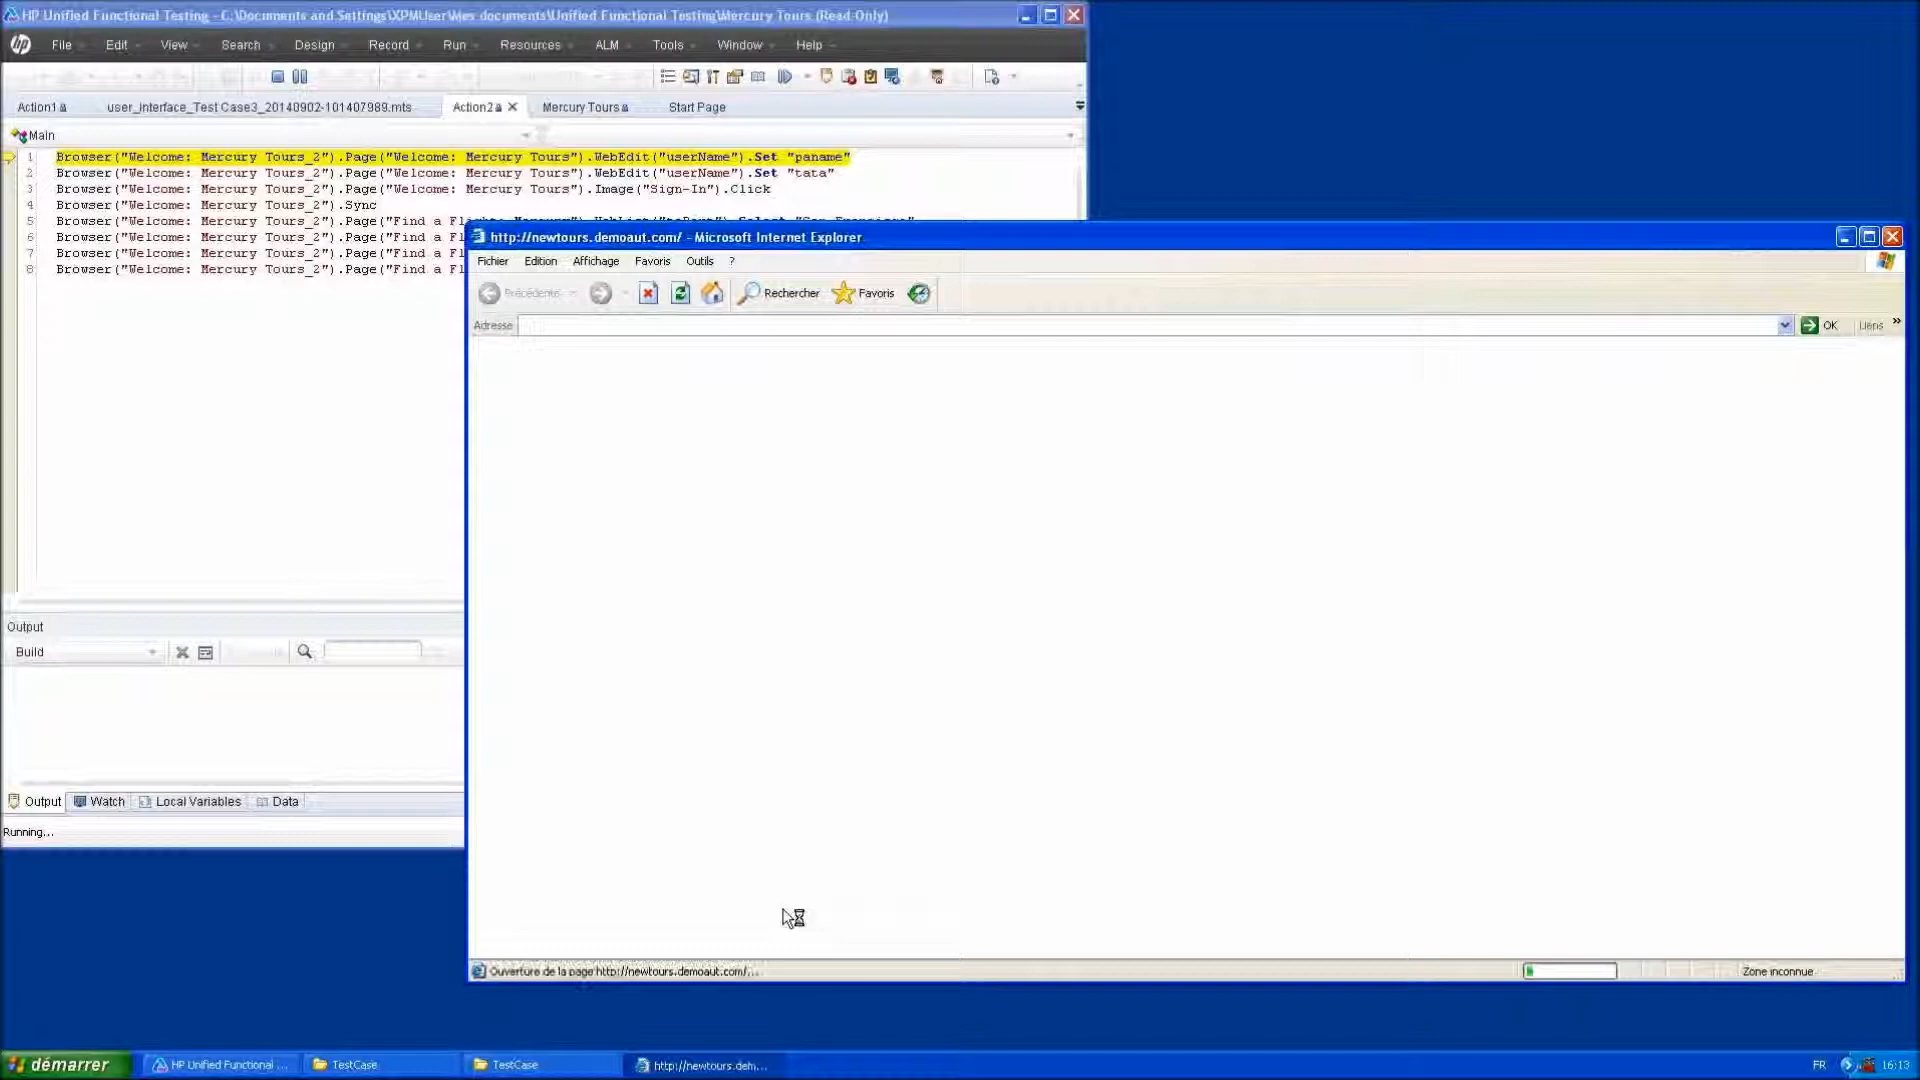 HP Unified Functional Testing - C:\Documents and Settings\XPMUser\Mes documents\Unified Functional Testing\Mercury Tours (Read-Only)
File Edit View Search Design Record Run Resources ALM Tools Window Help
Action1 user_interface_Test Case3_20140902-101407989.mts Action2 Mercury Tours Start Page
Main
1 Browser("Welcome: Mercury Tours_2").Page("Welcome: Mercury Tours").WebEdit("userName").Set "paname"
2 Browser("Welcome: Mercury Tours_2").Page("Welcome: Mercury Tours").WebEdit("userName").Set "tata"
3 Browser("Welcome: Mercury Tours_2").Page("Welcome: Mercury Tours").Image("Sign-In").Click
4 Browser("Welcome: Mercury Tours_2").Sync
5 Browser("Welcome: Mercury Tours_2").Page("Find a
6 Browser("Welcome: Mercury Tours_2").Page("Find a Fl
7 Browser("Welcome: Mercury Tours_2").Page("Find a Fl
8 Browser("Welcome: Mercury Tours_2").Page("Find a Fl
http://newtours.demoaut.com/ - Microsoft Internet Explorer
Fichier Edition Affichage Favoris Outils ?
Précédente Rechercher Favoris
Adresse OK Liens »
Output
Build
Output Watch Local Variables Data
Running...
Ouverture de la page http://newtours.demoaut.com/... Zone inconnue
démarrer HP Unified Functional ... TestCase TestCase http://newtours.dem... FR 16:13